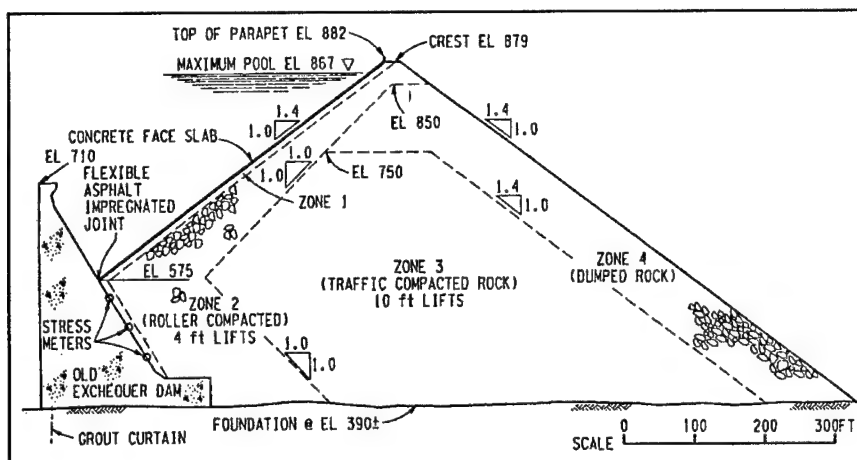 TOP OF PARAPET EL 882
CREST EL 879
MAXIMUM POOL EL 867
1.4
1.0
CONCRETE FACE SLAB
EL 850
EL 710
1.0
1.0
EL 750
FLEXIBLE
ASPHALT
IMPREGNATED
JOINT
ZONE 1
1.4
1.0
1.4
1.0
EL 575
ZONE 3
(TRAFFIC COMPACTED ROCK)
10 ft LIFTS
ZONE 4
(DUMPED ROCK)
ZONE 2
(ROLLER COMPACTED)
4 ft LIFTS
STRESS
METERS
1.0
1.0
OLD
EXCHEQUER DAM
FOUNDATION @ EL 390±
GROUT CURTAIN
SCALE
0 100 200 300FT